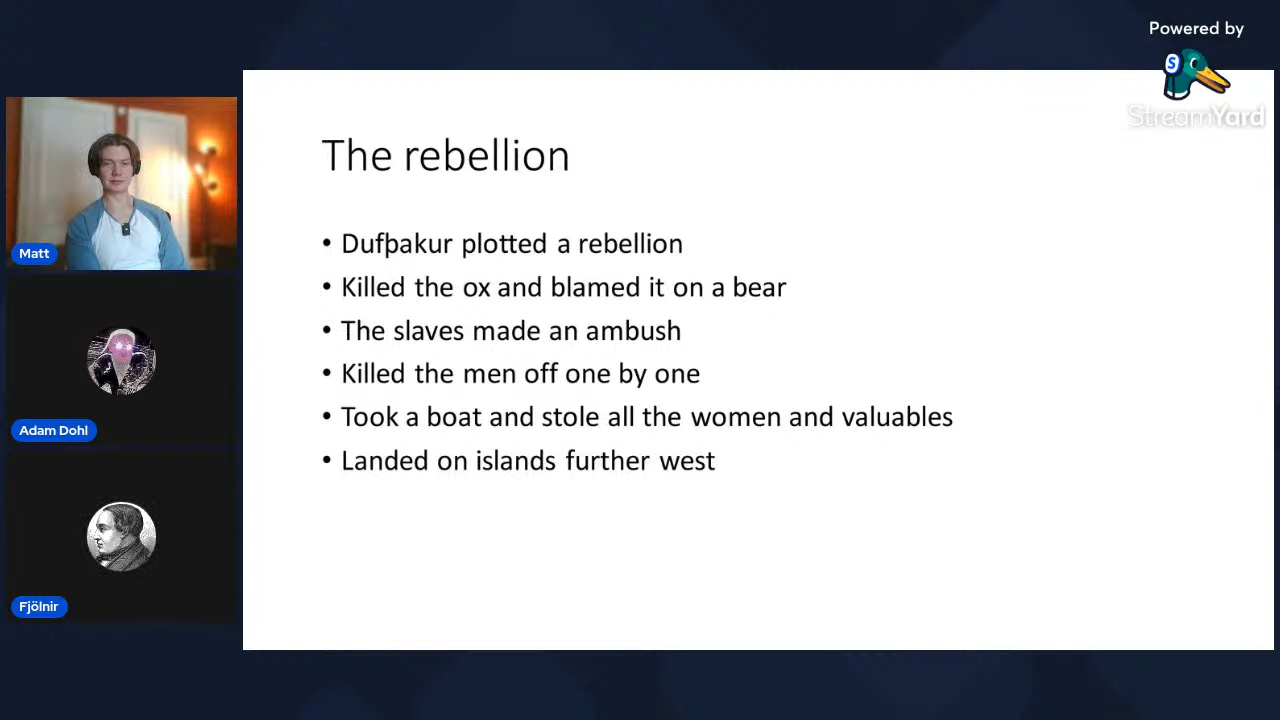 Powered by
StreamYard
The rebellion
• Dufþakur plotted a rebellion
• Killed the ox and blamed it on a bear
• The slaves made an ambush
• Killed the men off one by one
• Took a boat and stole all the women and valuables
• Landed on islands further west
Matt
Adam Dohl
Fjölnir